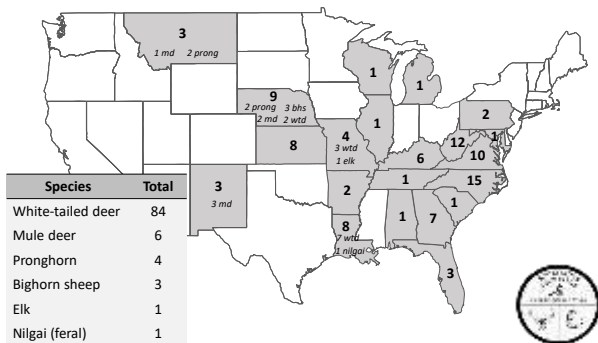 3
1 md 2 prong
9
2 prong 3 bhs
2 md 2 wtd
8
4
3 wtd
1 elk
3
3 md
2
8
7 wtd
1 nilgai
1
1
1
6
1
12
2
1
10
15
1
1
7
3
Species Total
White-tailed deer 84
Mule deer 6
Pronghorn 4
Bighorn sheep 3
Elk 1
Nilgai (feral) 1